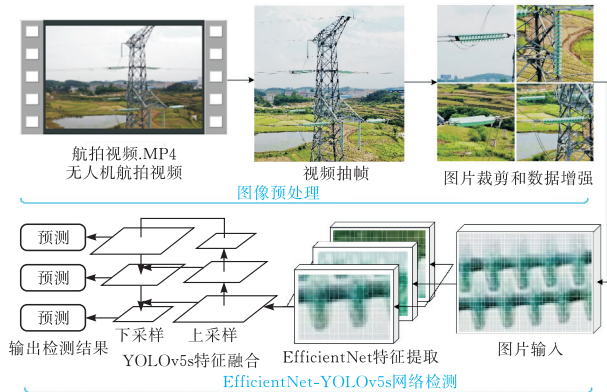 航拍视频.MP4
无人机航拍视频
视频抽帧
图片裁剪和数据增强
图像预处理
预测
预测
预测
下采样
上采样
输出检测结果
YOLOv5s特征融合
EfficientNet特征提取
图片输入
EfficientNet-YOLOv5s网络检测